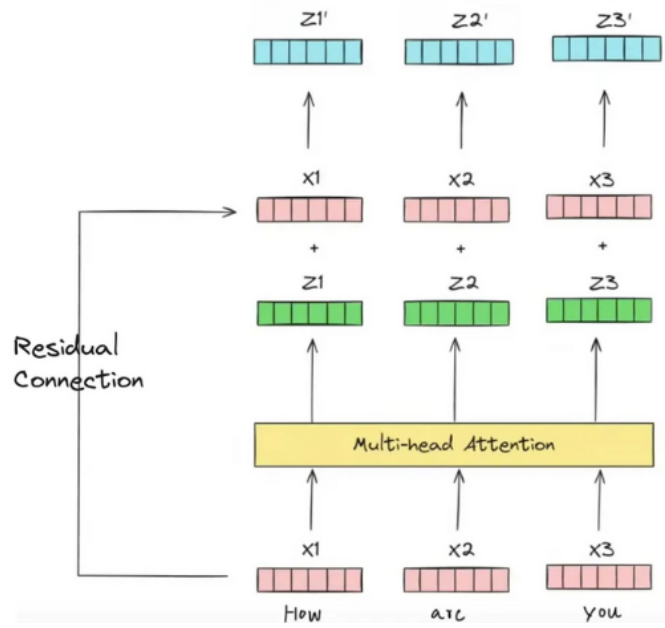 Z1' Z2' Z3'
X1 X2 X3
+ + +
Z1 Z2 Z3
Residual
Connection
Multi-head Attention
X1 X2 X3
How are you